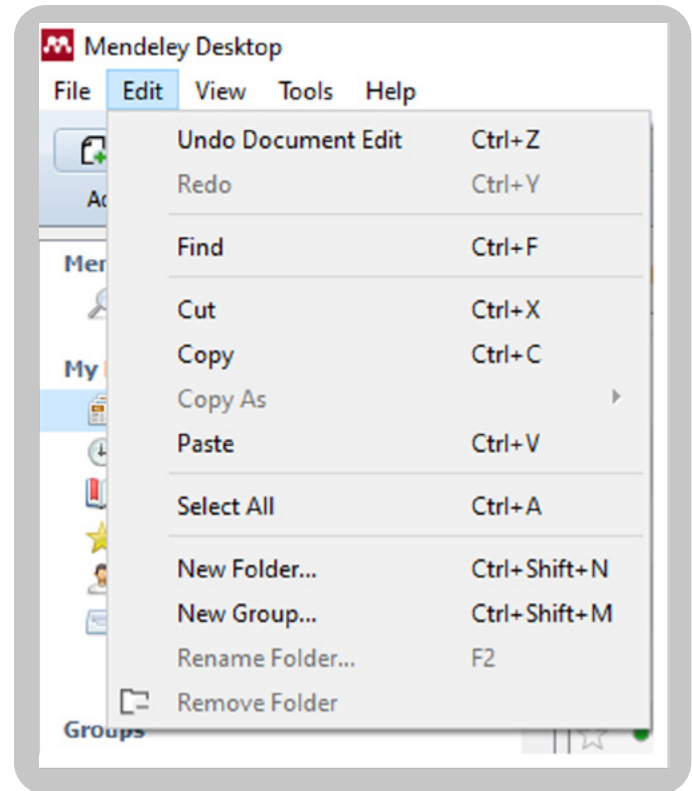 Mendeley Desktop
File Edit View Tools Help
Undo Document Edit Ctrl+Z
Redo Ctrl+Y
Find Ctrl+F
Cut Ctrl+X
Copy Ctrl+C
Copy As
Paste Ctrl+V
Select All Ctrl+A
New Folder... Ctrl+Shift+N
New Group... Ctrl+Shift+M
Rename Folder... F2
Remove Folder
My
Groups